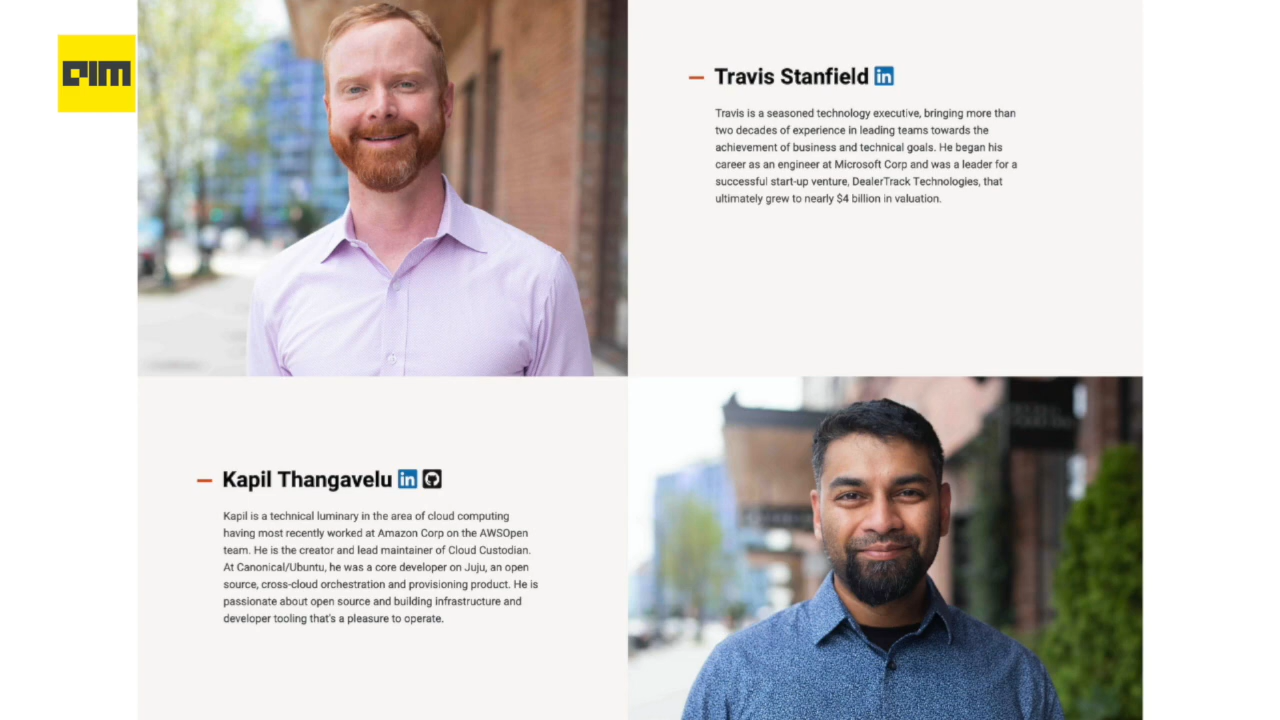 AIM
Travis Stanfield in
Travis is a seasoned technology executive, bringing more than
two decades of experience in leading teams towards the
achievement of business and technical goals. He began his
career as an engineer at Microsoft Corp and was a leader for a
successful start-up venture, DealerTrack Technologies, that
ultimately grew to nearly $4 billion in valuation.
Kapil Thangavelu in
Kapil is a technical luminary in the area of cloud computing
having most recently worked at Amazon Corp on the AWSOpen
team. He is the creator and lead maintainer of Cloud Custodian.
At Canonical/Ubuntu, he was a core developer on Juju, an open
source, cross-cloud orchestration and provisioning product. He is
passionate about open source and building infrastructure and
developer tooling that's a pleasure to operate.